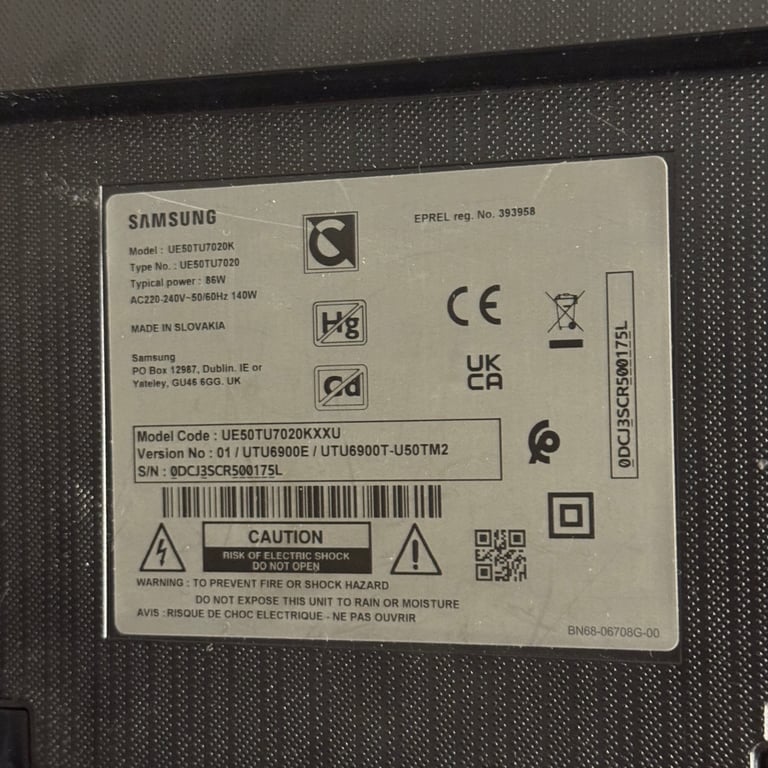 SAMSUNG
Model : UE50TU7020K
Type No. : UE50TU7020
Typical power : 86W
AC220-240V~50/60Hz 140W
MADE IN SLOVAKIA
Samsung
PO Box 12987, Dublin. IE or
Yateley, GU46 6GG. UK
Hg
Cd
EPREL reg. No. 393958
CE
UK
CA
0DCJ3SCR500175L
Model Code : UE50TU7020KXXU
Version No : 01 / UTU6900E / UTU6900T-U50TM2
S/N : 0DCJ3SCR500175L
CAUTION
RISK OF ELECTRIC SHOCK
DO NOT OPEN
WARNING : TO PREVENT FIRE OR SHOCK HAZARD
DO NOT EXPOSE THIS UNIT TO RAIN OR MOISTURE
AVIS : RISQUE DE CHOC ELECTRIQUE - NE PAS OUVRIR
BN68-06708G-00